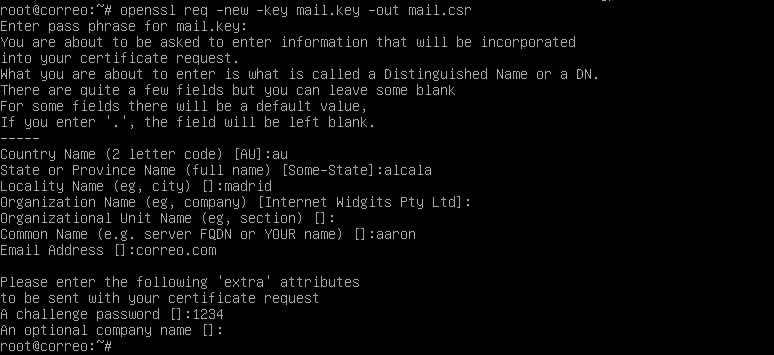 root@correo:~# openssl req -new -key mail.key -out mail.csr
Enter pass phrase for mail.key:
You are about to be asked to enter information that will be incorporated
into your certificate request.
What you are about to enter is what is called a Distinguished Name or a DN.
There are quite a few fields but you can leave some blank
For some fields there will be a default value,
If you enter '.', the field will be left blank.
-----
Country Name (2 letter code) [AU]:au
State or Province Name (full name) [Some-State]:alcala
Locality Name (eg, city) []:madrid
Organization Name (eg, company) [Internet Widgits Pty Ltd]:
Organizational Unit Name (eg, section) []:
Common Name (e.g. server FQDN or YOUR name) []:aaron
Email Address []:correo.com

Please enter the following 'extra' attributes
to be sent with your certificate request
A challenge password []:1234
An optional company name []:
root@correo:~#